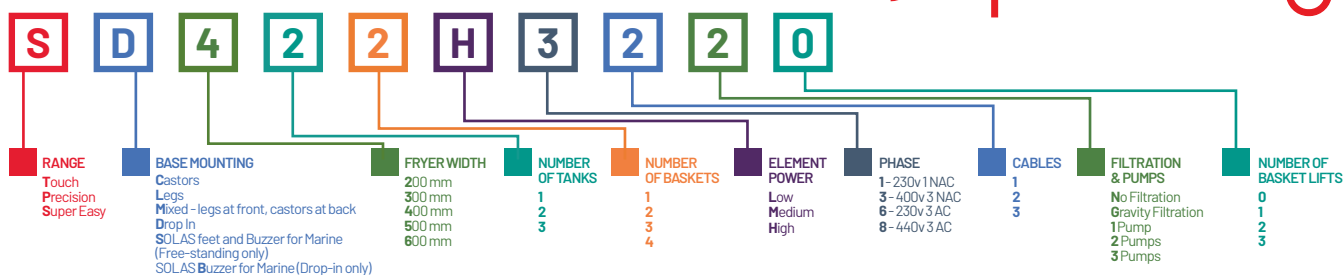 S D 4 2 2 H 3 2 2 0
RANGE
Touch
Precision
Super Easy
BASE MOUNTING
Castors
Legs
Mixed - legs at front, castors at back
Drop In
SOLAS feet and Buzzer for Marine
(Free-standing only)
SOLAS Buzzer for Marine (Drop-in only)
FRYER WIDTH
200 mm
300 mm
400 mm
500 mm
600 mm
NUMBER
OF TANKS
1
2
3
NUMBER
OF BASKETS
1
2
3
4
ELEMENT
POWER
Low
Medium
High
PHASE
1 - 230v 1 NAC
3 - 400v 3 NAC
6 - 230v 3 AC
8 - 440v 3 AC
CABLES
1
2
3
FILTRATION
& PUMPS
No Filtration
Gravity Filtration
1 Pump
2 Pumps
3 Pumps
NUMBER OF
BASKET LIFTS
0
1
2
3